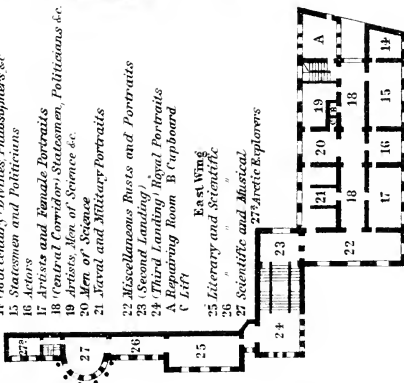 14 (18th Century) Divines, Philosophers &c
15 Statesmen and Politicians
16 Actors
17 Artists and Female Portraits
18 (Central Corridor) Statesmen, Politicians &c.
19 Artists, Men of Science &c.
20 Men of Science
21 Naval and Military Portraits
22 Miscellaneous Busts and Portraits
23 (Second Landing)
24 (Third Landing) Royal Portraits
A Repairing Room B Cupboard
C Lift
East Wing
25 Literary and Scientific
26 " " "
27 Scientific and Musical
27ª Arctic Explorers
27ª
27
26
25
24
23
22
21
20
19
18
17
16
15
14
18
A
B
C